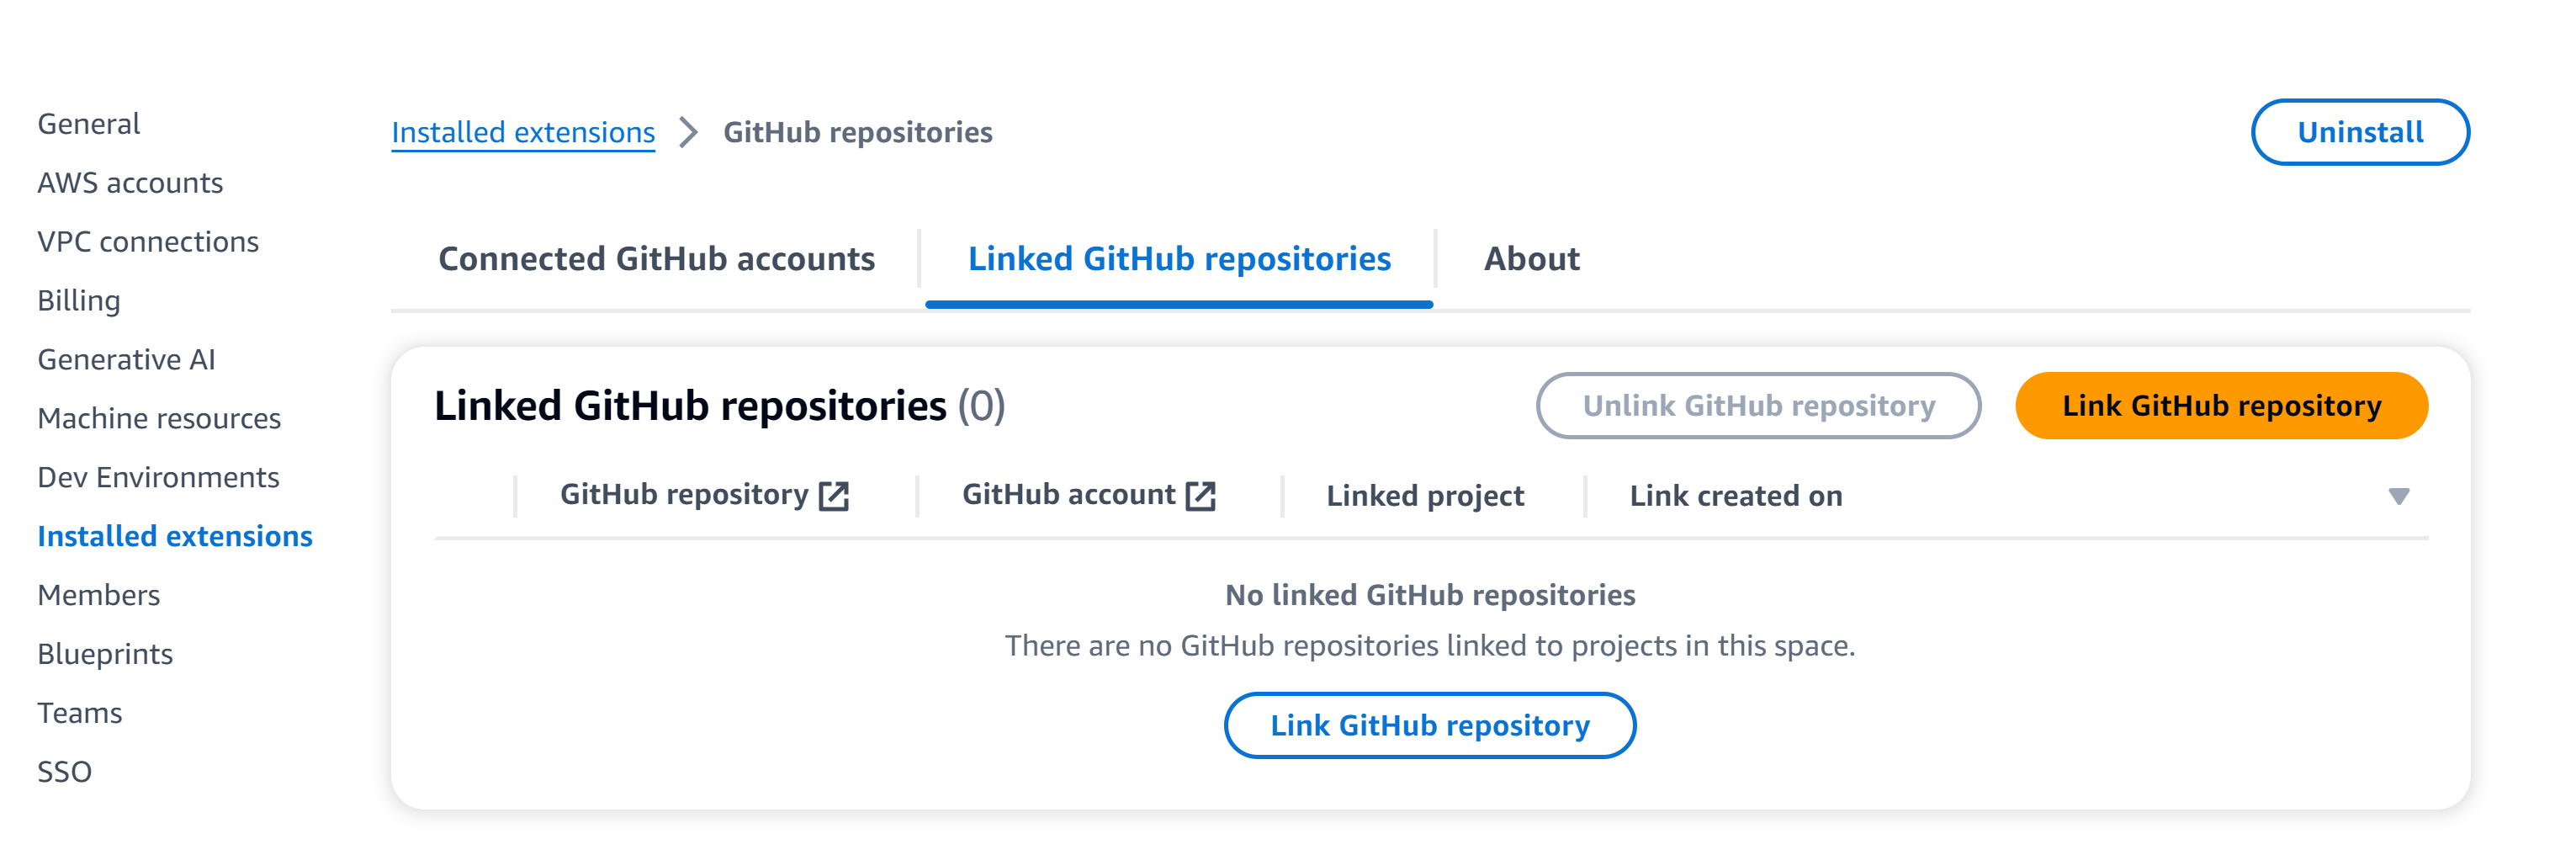 General
AWS accounts
VPC connections
Billing
Generative AI
Machine resources
Dev Environments
Installed extensions
Members
Blueprints
Teams
SSO
Installed extensions GitHub repositories
Uninstall
Connected GitHub accounts Linked GitHub repositories About
Linked GitHub repositories (0)
Unlink GitHub repository Link GitHub repository
GitHub repository GitHub account Linked project Link created on
No linked GitHub repositories
There are no GitHub repositories linked to projects in this space.
Link GitHub repository